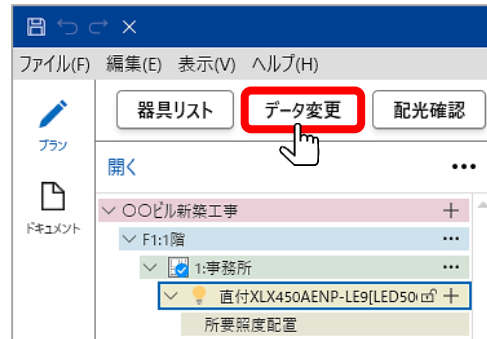 ファイル(F) 編集(E) 表示(V) ヘルプ(H)
器具リスト データ変更 配光確認
プラン
開く
ドキュメント
〇〇ビル新築工事
F1:1階
1:事務所
直付XLX450AENP-LE9[LED50
所要照度配置